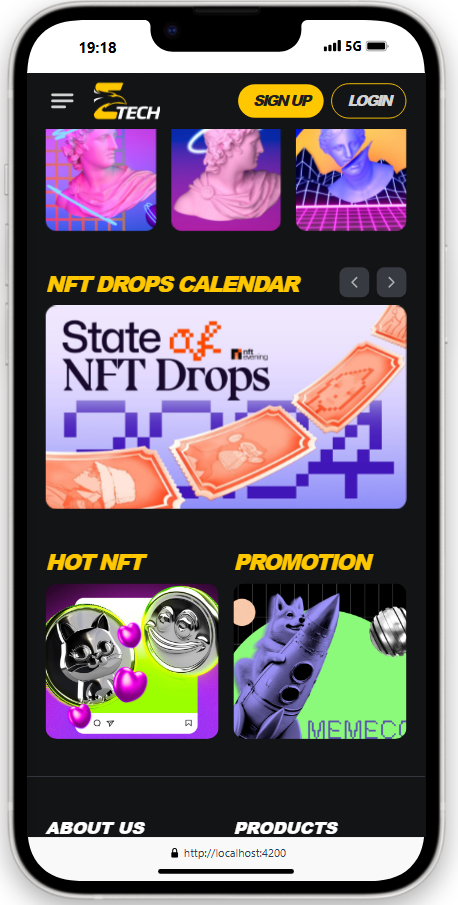 19:18
5G
ZTECH
SIGN UP
LOGIN
NFT DROPS CALENDAR
State of
nft
evening
NFT Drops
2024
HOT NFT
PROMOTION
MEMECO
ABOUT US
PRODUCTS
http://localhost:4200